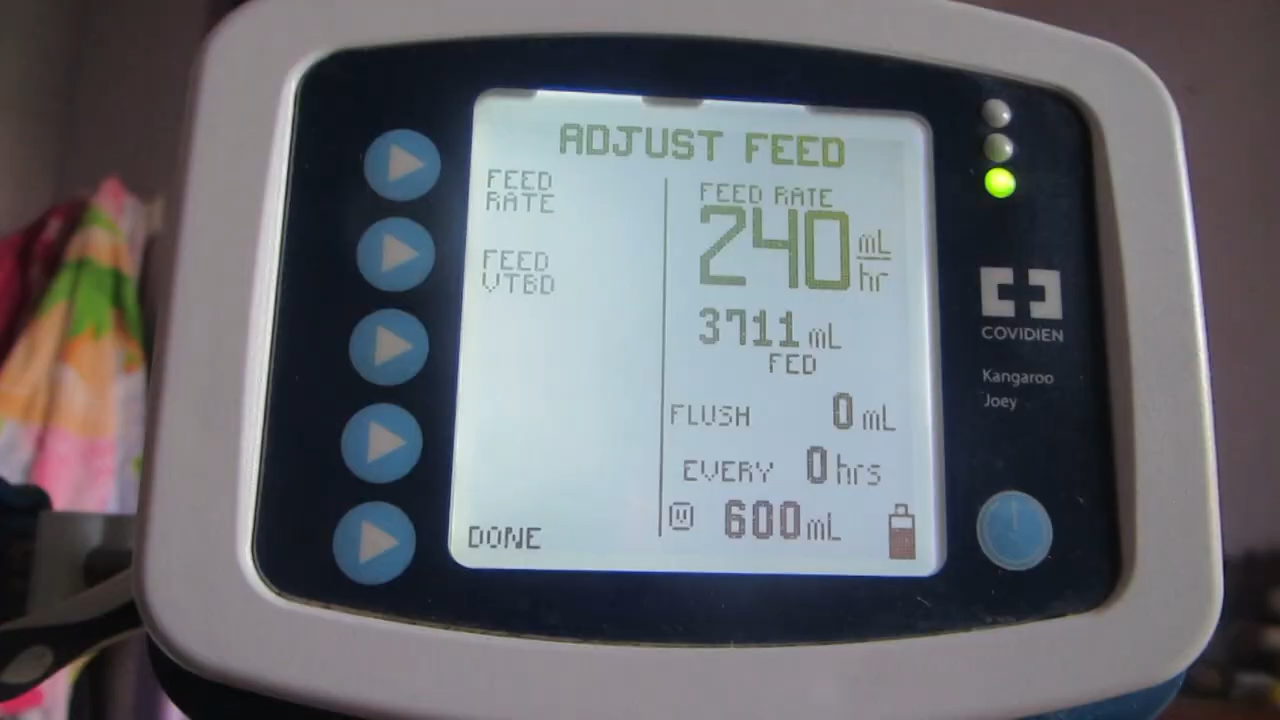 ADJUST FEED
FEED
RATE
FEED
VTBD
DONE
FEED RATE
240 mL/hr
3711 mL
FED
FLUSH 0 mL
EVERY 0 hrs
600 mL
COVIDIEN
Kangaroo
Joey